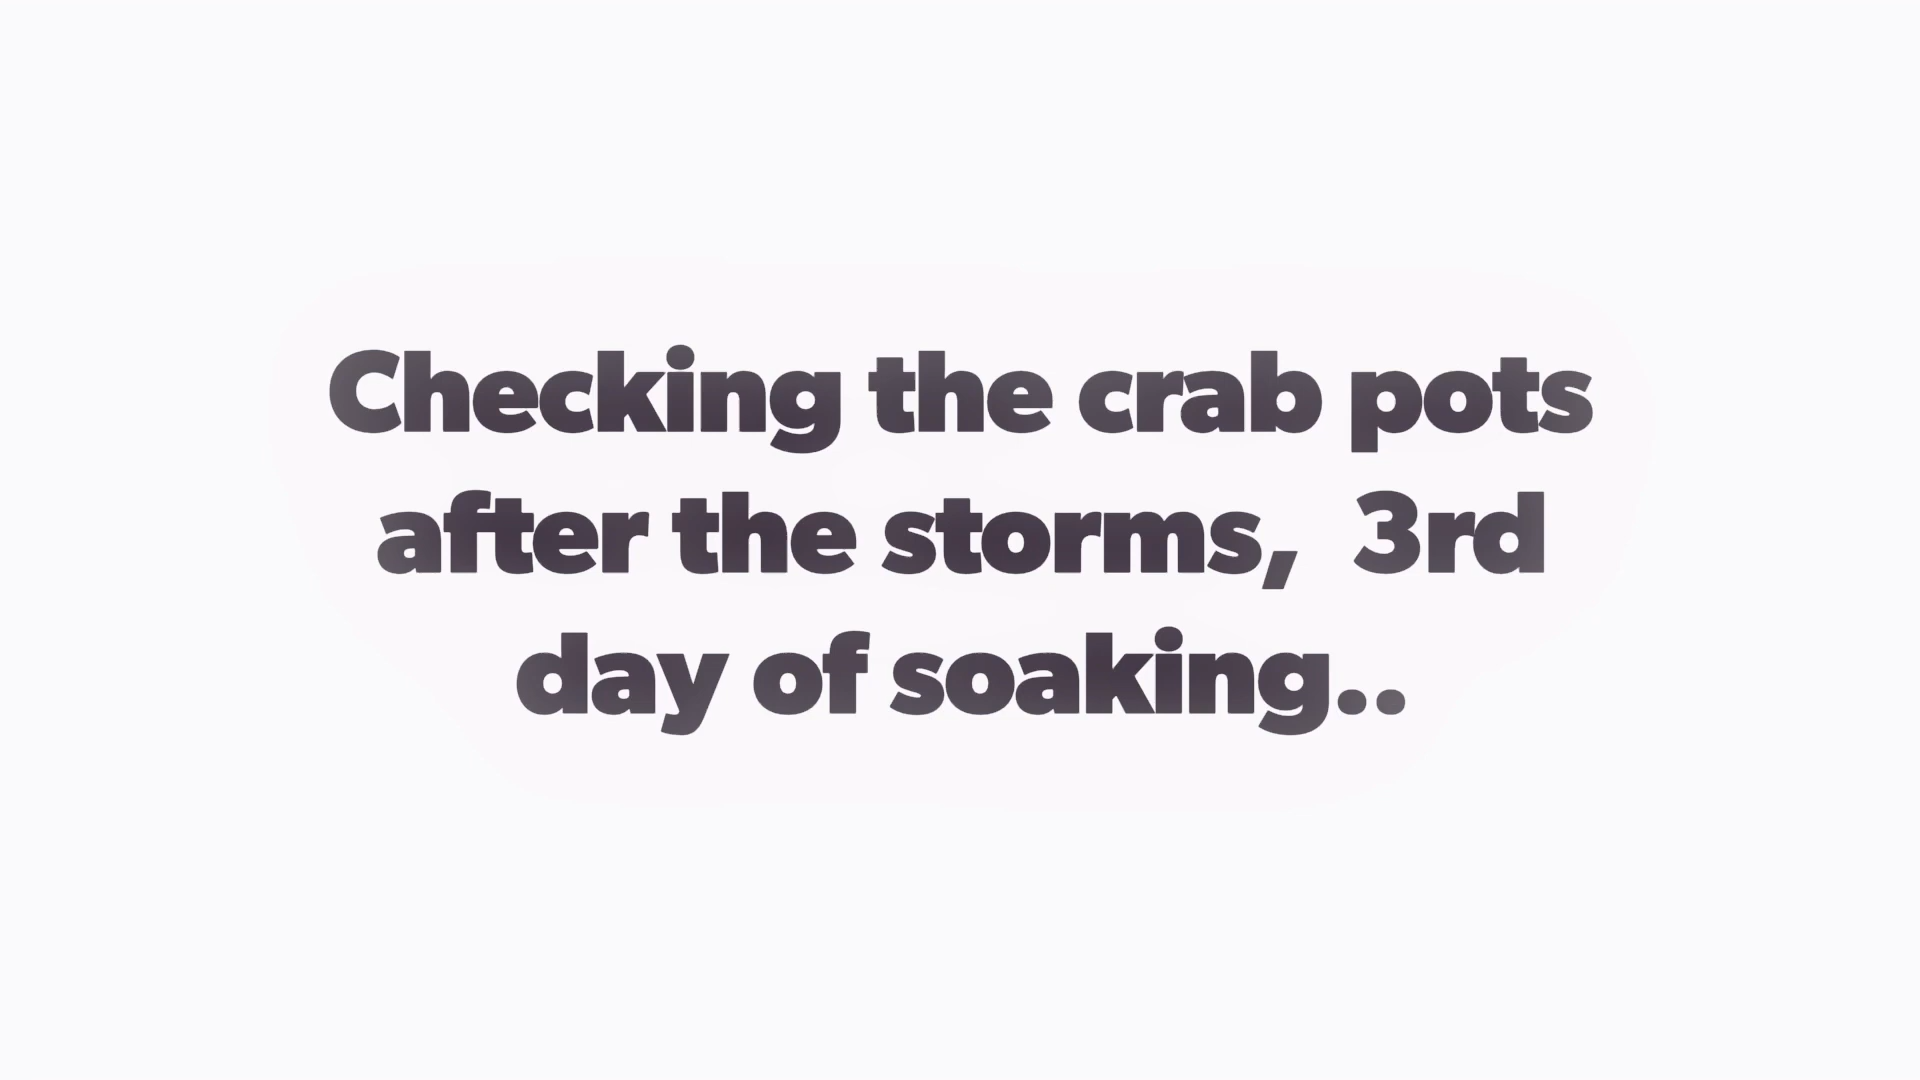 Checking the crab pots
after the storms,  3rd
day of soaking..